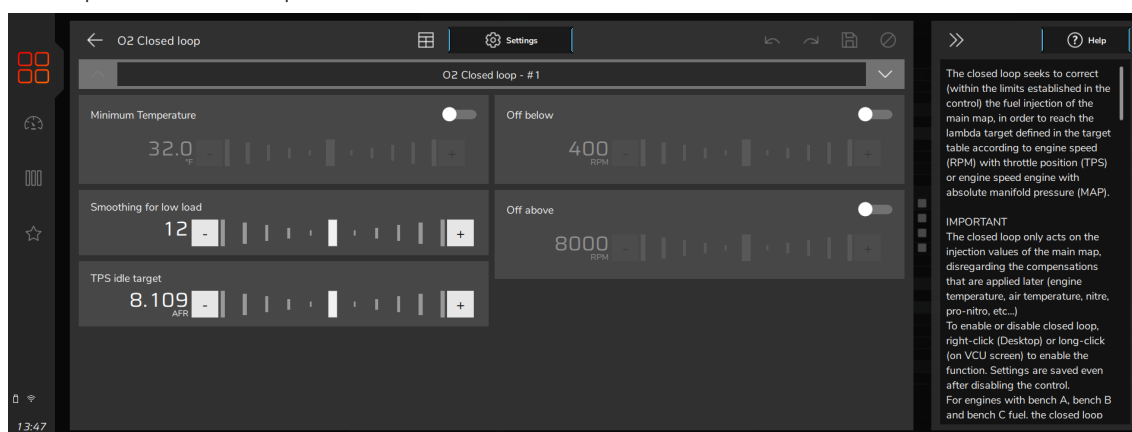 O2 Closed loop
Settings
Help
O2 Closed loop - #1
Minimum Temperature
32.0
°F
-
+
Off below
400
RPM
-
+
Smoothing for low load
12
-
+
Off above
8000
RPM
-
+
TPS idle target
8.109
AFR
-
+
The closed loop seeks to correct
(within the limits established in the
control) the fuel injection of the
main map, in order to reach the
lambda target defined in the target
table according to engine speed
(RPM) with throttle position (TPS)
or engine speed engine with
absolute manifold pressure (MAP).
IMPORTANT
The closed loop only acts on the
injection values of the main map,
disregarding the compensations
that are applied later (engine
temperature, air temperature, nitre,
pro-nitro, etc...)
To enable or disable closed loop,
right-click (Desktop) or long-click
(on VCU screen) to enable the
function. Settings are saved even
after disabling the control.
For engines with bench A, bench B
and bench C fuel, the closed loop
13:47